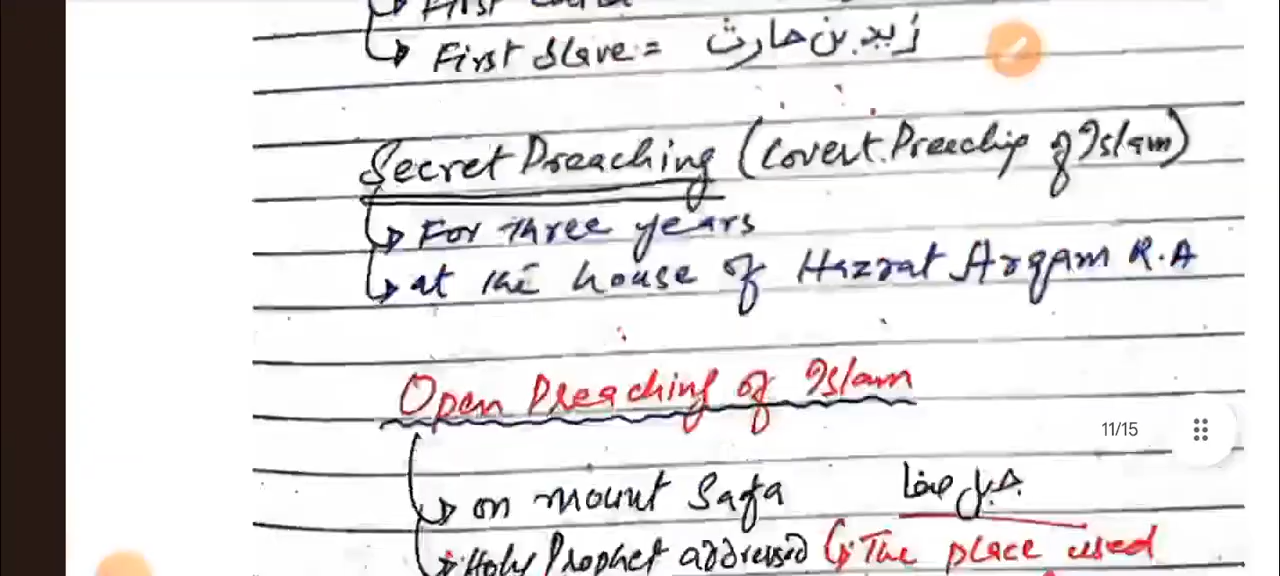 First
First Slave = زید بن حارث
Secret Preaching (Covert Preaching of Islam)
For Three years
at the house of Hazrat Arqam R.A
Open Preaching of Islam
11/15
on mount Safa جبل صفا
Holy Prophet addressed The place used